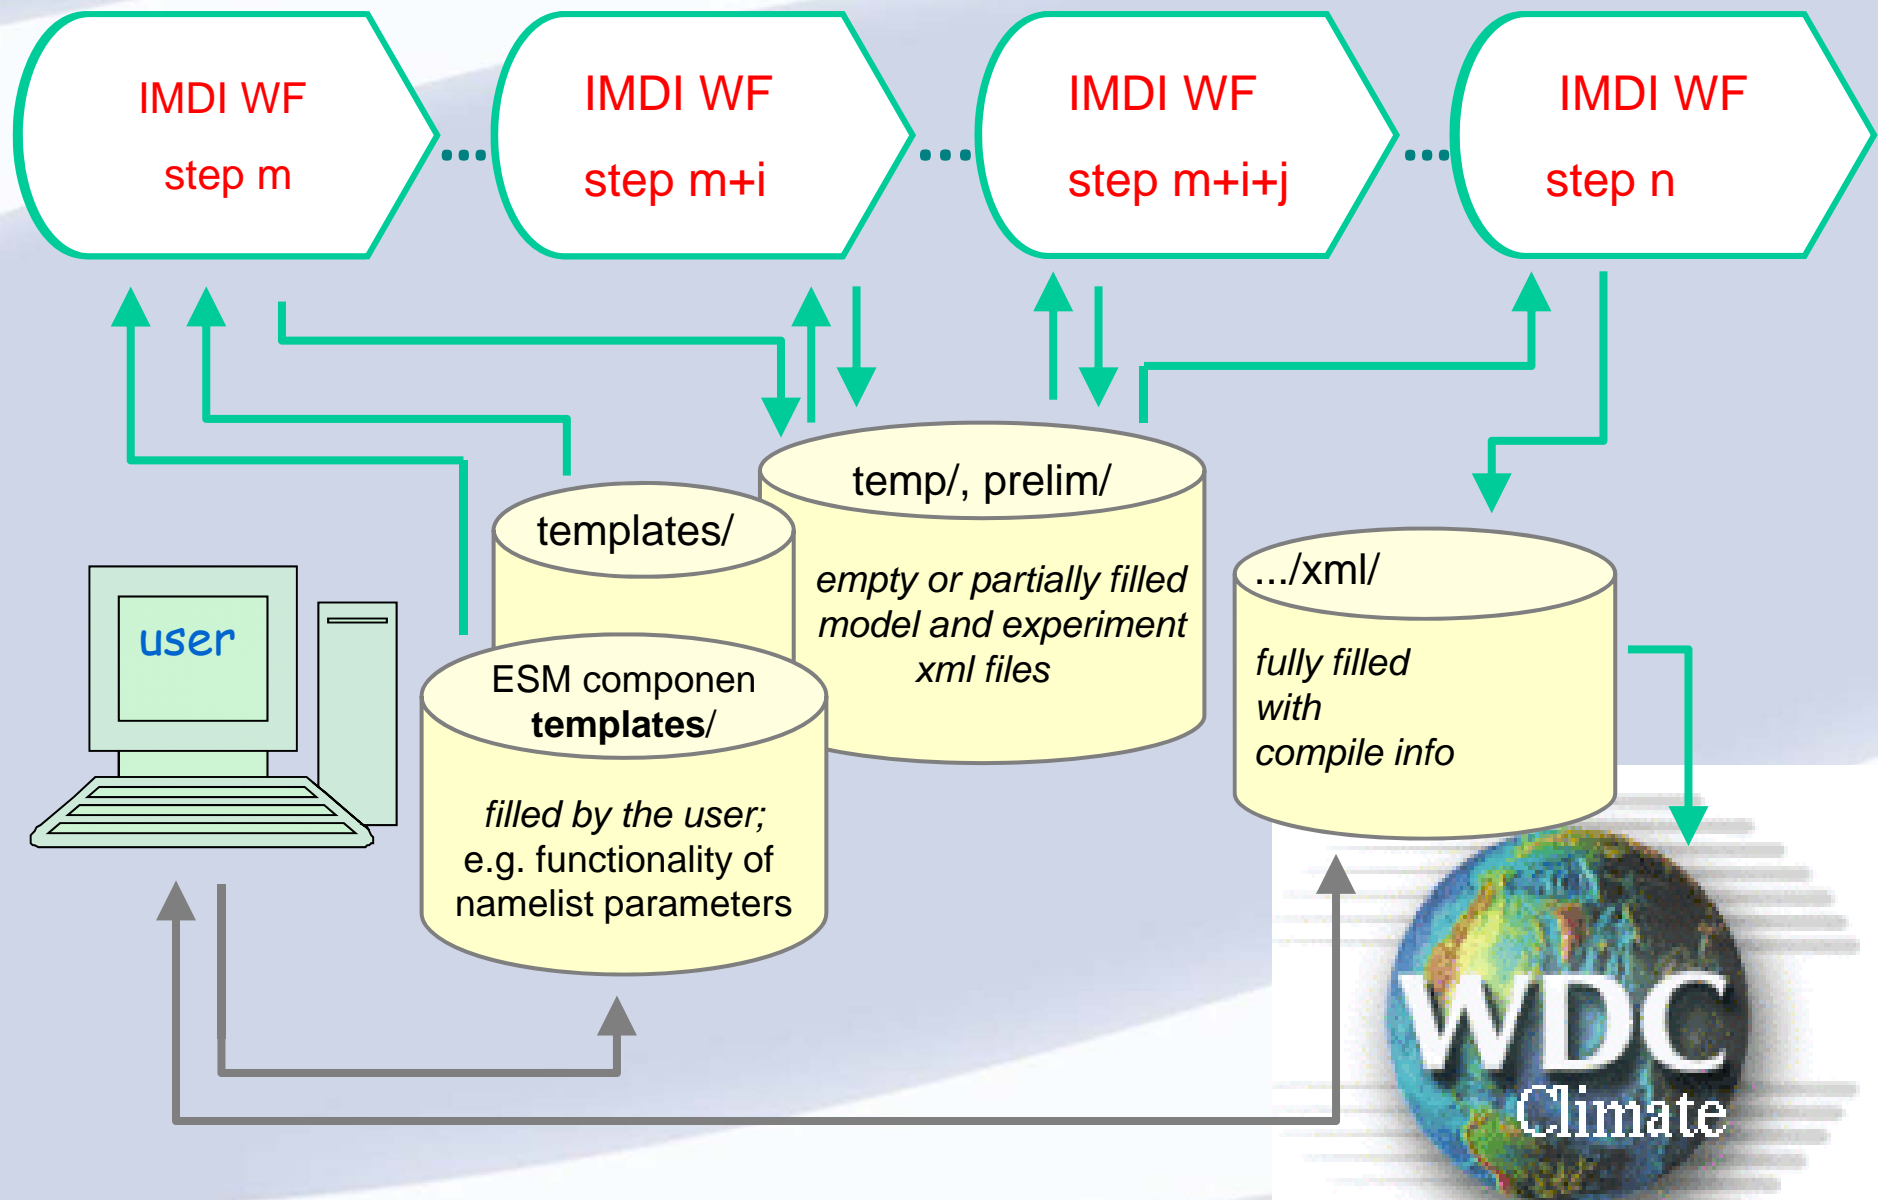 IMDI WF
step m
IMDI WF
step m+i
IMDI WF
step m+i+j
IMDI WF
step n
temp/, prelim/
empty or partially filled
model and experiment
xml files
templates/
.../xml/
fully filled
with
compile info
user
ESM componen
templates/
filled by the user;
e.g. functionality of
namelist parameters
WDC
Climate